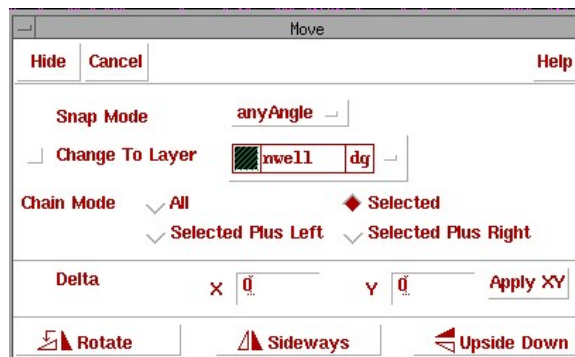 Move
Hide Cancel Help
Snap Mode anyAngle
Change To Layer nwell dg
Chain Mode All Selected
Selected Plus Left Selected Plus Right
Delta X 0 Y 0 Apply XY
Rotate Sideways Upside Down